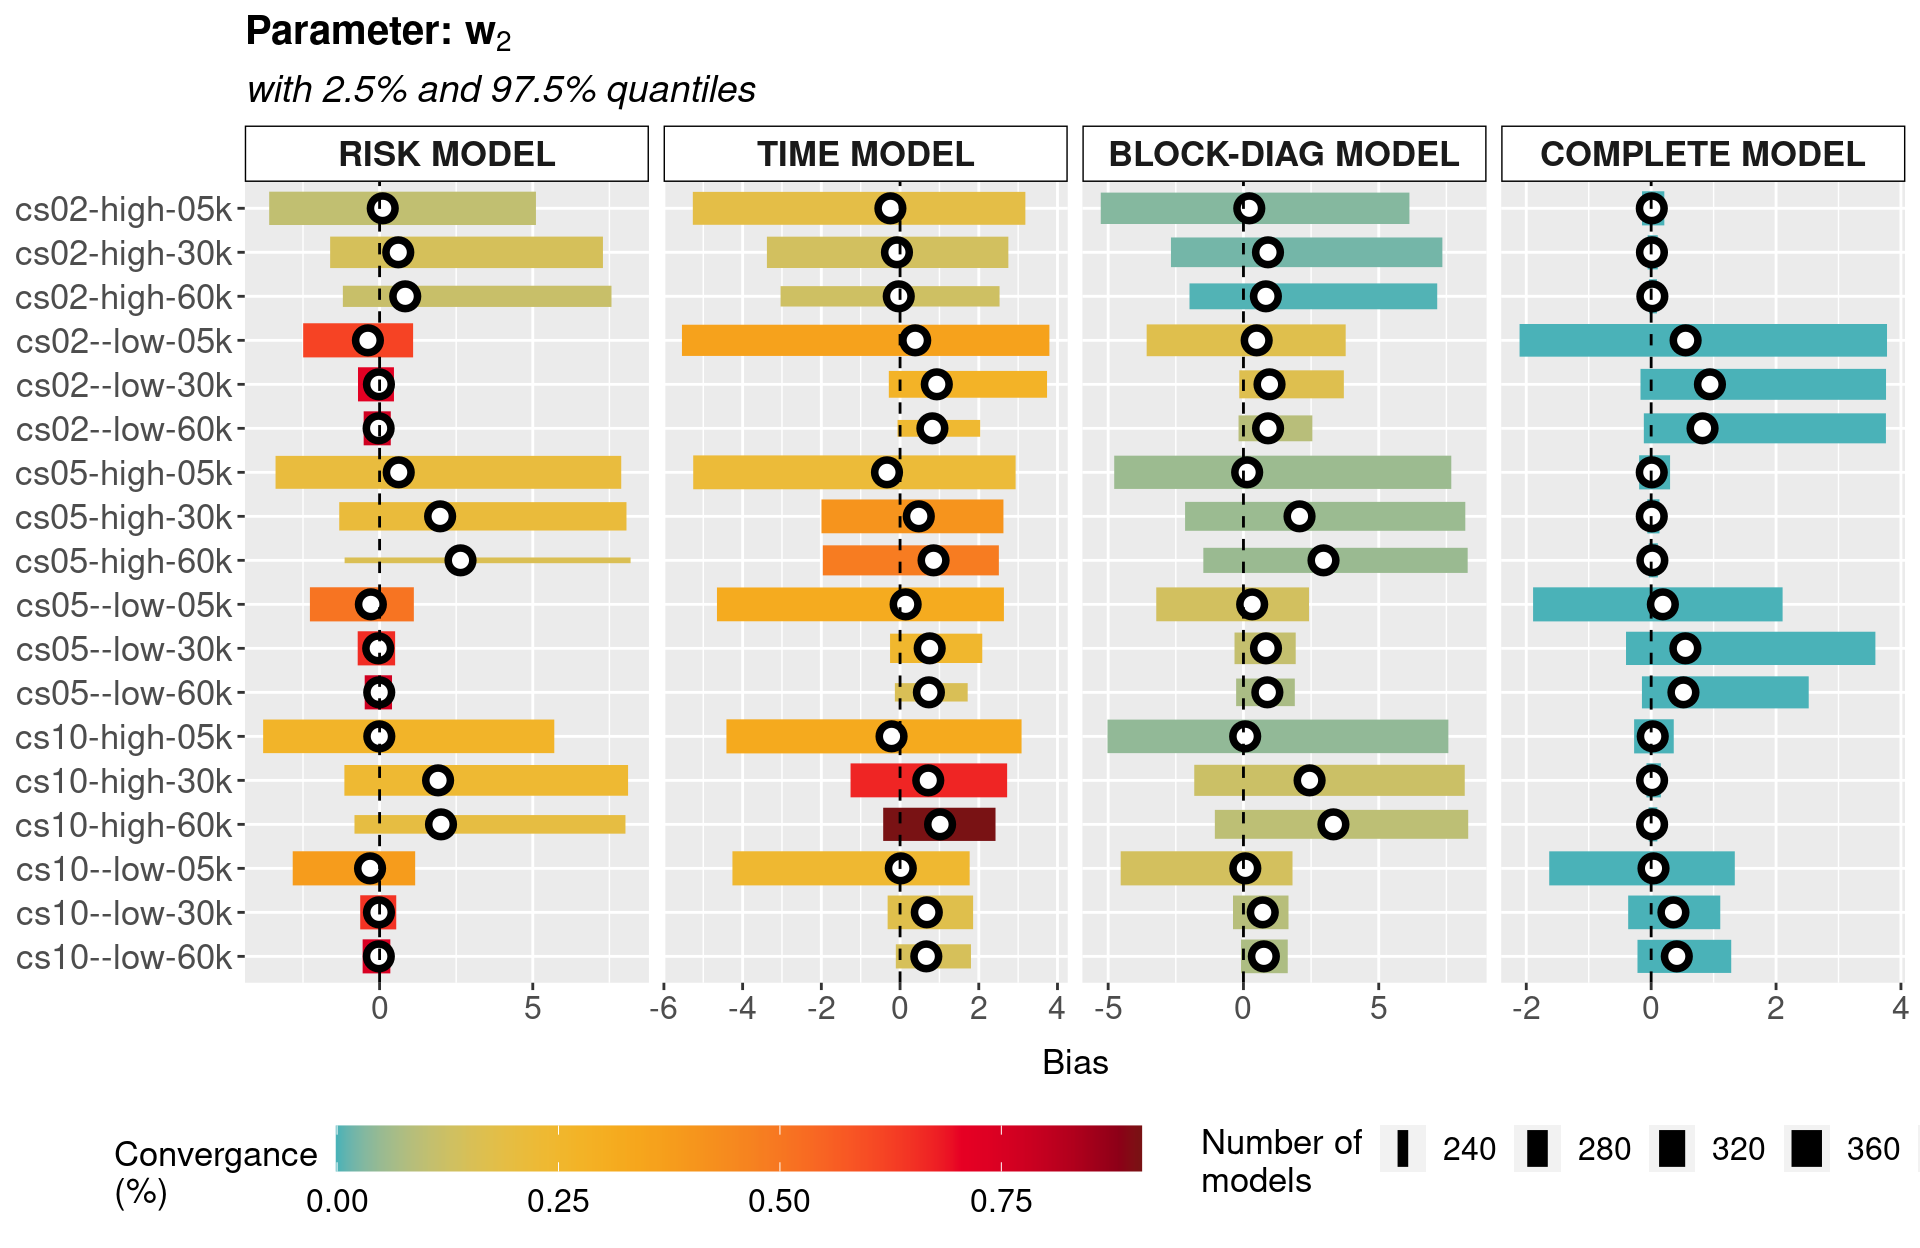 Parameter: w₂
with 2.5% and 97.5% quantiles
RISK MODEL TIME MODEL BLOCK-DIAG MODEL COMPLETE MODEL
cs02-high-05k
cs02-high-30k
cs02-high-60k
cs02--low-05k
cs02--low-30k
cs02--low-60k
cs05-high-05k
cs05-high-30k
cs05-high-60k
cs05--low-05k
cs05--low-30k
cs05--low-60k
cs10-high-05k
cs10-high-30k
cs10-high-60k
cs10--low-05k
cs10--low-30k
cs10--low-60k
0 5 -6 -4 -2 0 2 4 -5 0 5 -2 0 2 4
Bias
Convergance
(%)
0.00 0.25 0.50 0.75
Number of
models
240 280 320 360